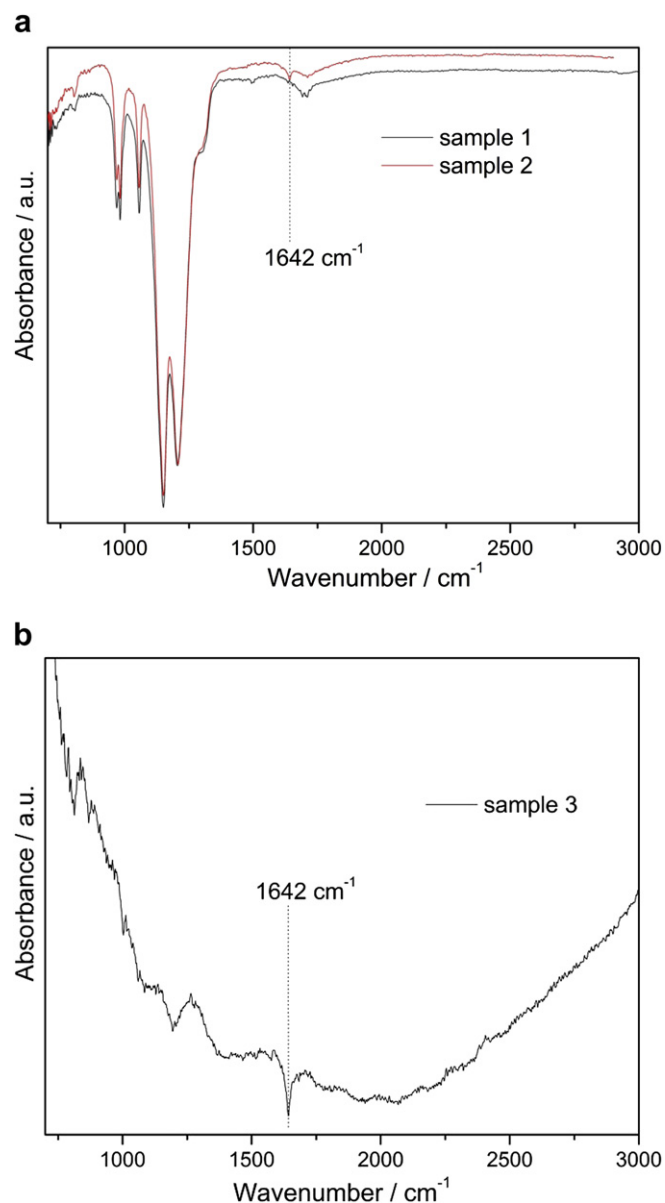 a
Absorbance / a.u.
sample 1
sample 2
1642 cm⁻¹
1000 1500 2000 2500 3000
Wavenumber / cm⁻¹
b
Absorbance / a.u.
sample 3
1642 cm⁻¹
1000 1500 2000 2500 3000
Wavenumber / cm⁻¹